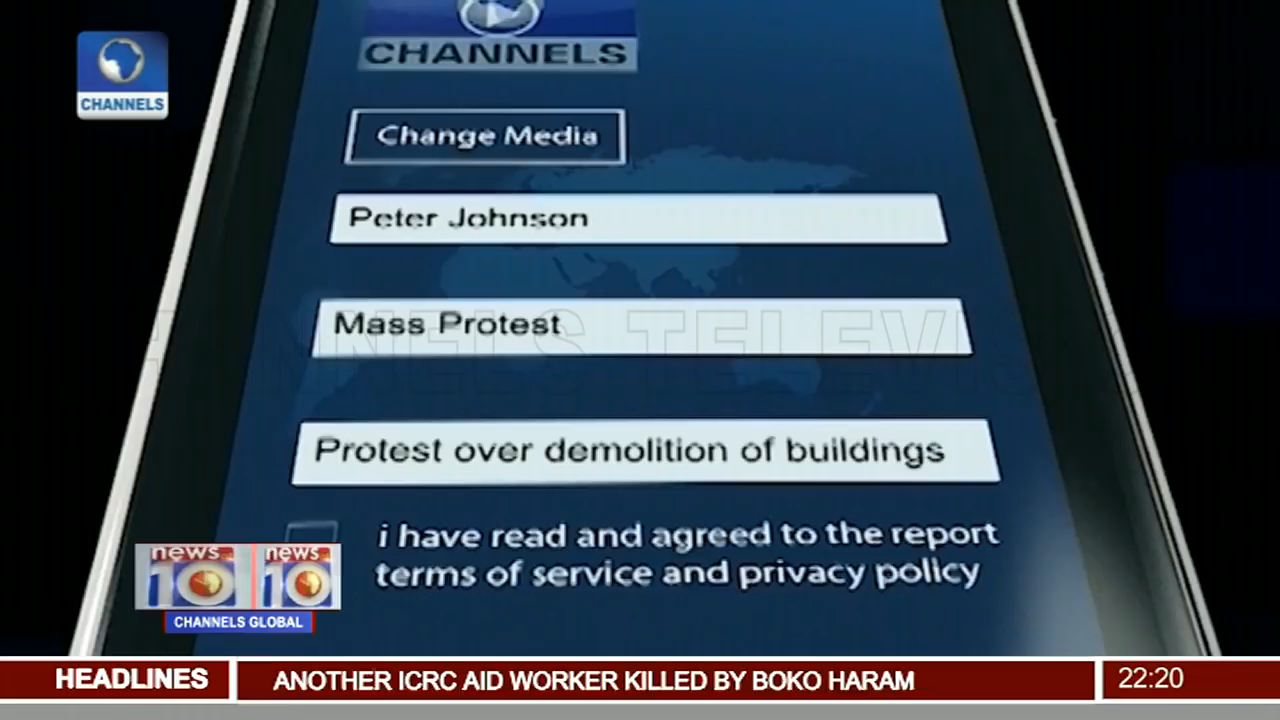 CHANNELS
CHANNELS
Change Media
Peter Johnson
Mass Protest
Protest over demolition of buildings
i have read and agreed to the report
terms of service and privacy policy
news news
10 10
CHANNELS GLOBAL
HEADLINES ANOTHER ICRC AID WORKER KILLED BY BOKO HARAM 22:20